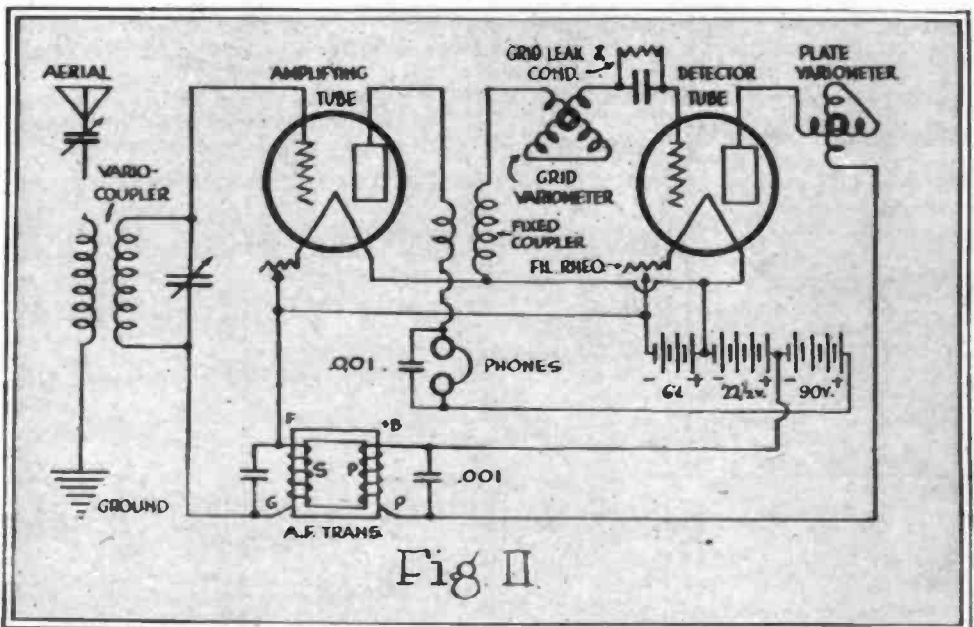 AERIAL
AMPLIFYING
TUBE
GRID LEAK &
COND.
DETECTOR
TUBE
PLATE
VARIOMETER
VARIO-
COUPLER
GRID
VARIOMETER
FIXED
COUPLER
FIL. RHEO.
.001
PHONES
- +
- +
- +
22½v.
90v.
F
+B
S
P
.001
G
P
GROUND
A.F. TRANS.
Fig II